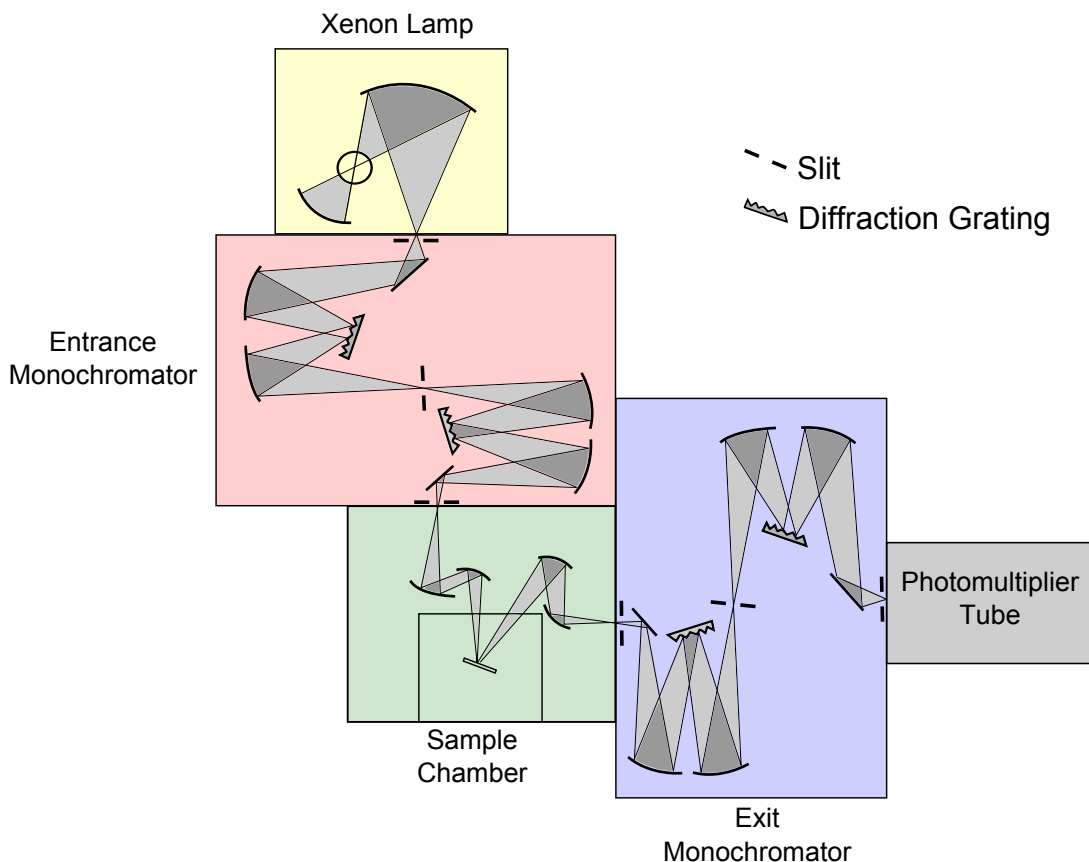 Xenon Lamp
Slit
Diffraction Grating
Entrance
Monochromator
Photomultiplier
Tube
Sample
Chamber
Exit
Monochromator